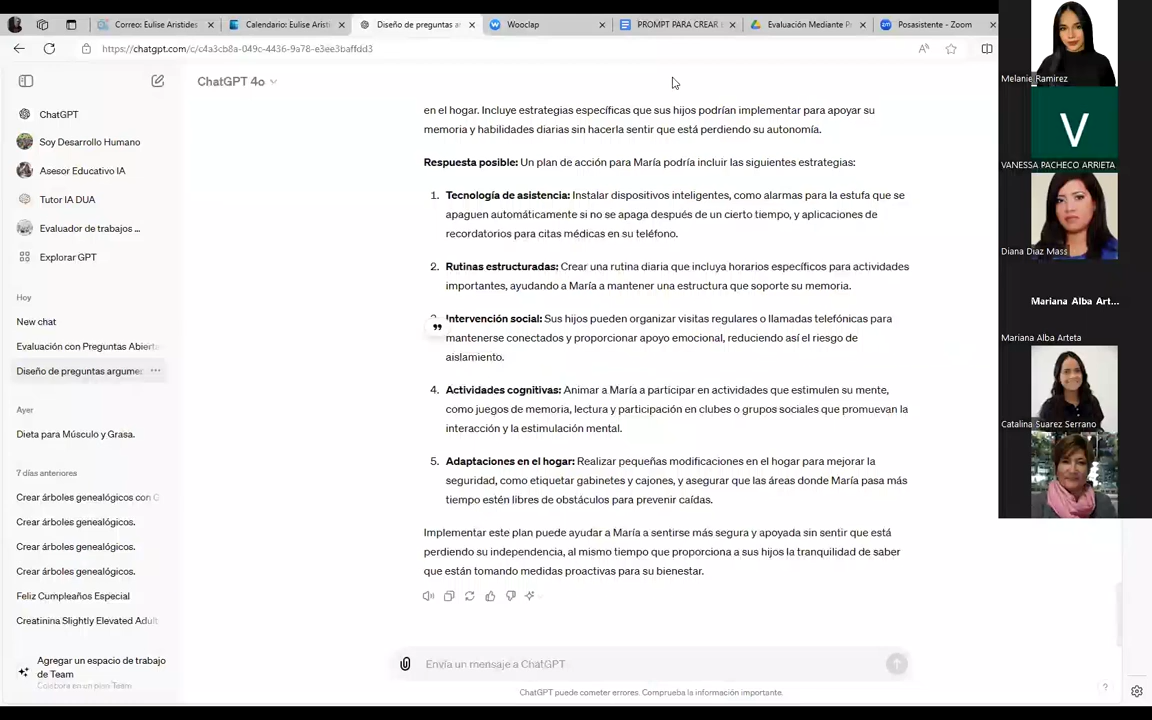 Correo: Eulise Aristides
Calendario: Eulise Aristi
Diseño de preguntas a
Wooclap
PROMPT PARA CREAR
Evaluación Mediante P
Posasistente - Zoom
https://chatgpt.com/c/c4a3cb8a-049c-4436-9a78-e3ee3baffdd3
ChatGPT 4o
ChatGPT
Soy Desarrollo Humano
Asesor Educativo IA
Tutor IA DUA
Evaluador de trabajos ...
Explorar GPT
Hoy
New chat
Evaluación con Preguntas Abierta
Diseño de preguntas argume
Ayer
Dieta para Músculo y Grasa.
7 días anteriores
Crear árboles genealógicos con C
Crear árboles genealógicos.
Crear árboles genealógicos.
Crear árboles genealógicos.
Feliz Cumpleaños Especial
Creatinina Slightly Elevated Adult
Agregar un espacio de trabajo
de Team
Colabora en un plan Team
en el hogar. Incluye estrategias específicas que sus hijos podrían implementar para apoyar su
memoria y habilidades diarias sin hacerla sentir que está perdiendo su autonomía.
Respuesta posible: Un plan de acción para María podría incluir las siguientes estrategias:
1. Tecnología de asistencia: Instalar dispositivos inteligentes, como alarmas para la estufa que se
apaguen automáticamente si no se apaga después de un cierto tiempo, y aplicaciones de
recordatorios para citas médicas en su teléfono.
2. Rutinas estructuradas: Crear una rutina diaria que incluya horarios específicos para actividades
importantes, ayudando a María a mantener una estructura que soporte su memoria.
Intervención social: Sus hijos pueden organizar visitas regulares o llamadas telefónicas para
mantenerse conectados y proporcionar apoyo emocional, reduciendo así el riesgo de
aislamiento.
4. Actividades cognitivas: Animar a María a participar en actividades que estimulen su mente,
como juegos de memoria, lectura y participación en clubes o grupos sociales que promuevan la
interacción y la estimulación mental.
5. Adaptaciones en el hogar: Realizar pequeñas modificaciones en el hogar para mejorar la
seguridad, como etiquetar gabinetes y cajones, y asegurar que las áreas donde María pasa más
tiempo estén libres de obstáculos para prevenir caídas.
Implementar este plan puede ayudar a María a sentirse más segura y apoyada sin sentir que está
perdiendo su independencia, al mismo tiempo que proporciona a sus hijos la tranquilidad de saber
que están tomando medidas proactivas para su bienestar.
Envía un mensaje a ChatGPT
ChatGPT puede cometer errores. Comprueba la información importante.
?
Melanie Ramirez
V
VANESSA PACHECO ARRIETA
Diana Diaz Mass
Mariana Alba Art...
Mariana Alba Arteta
Catalina Suarez Serrano